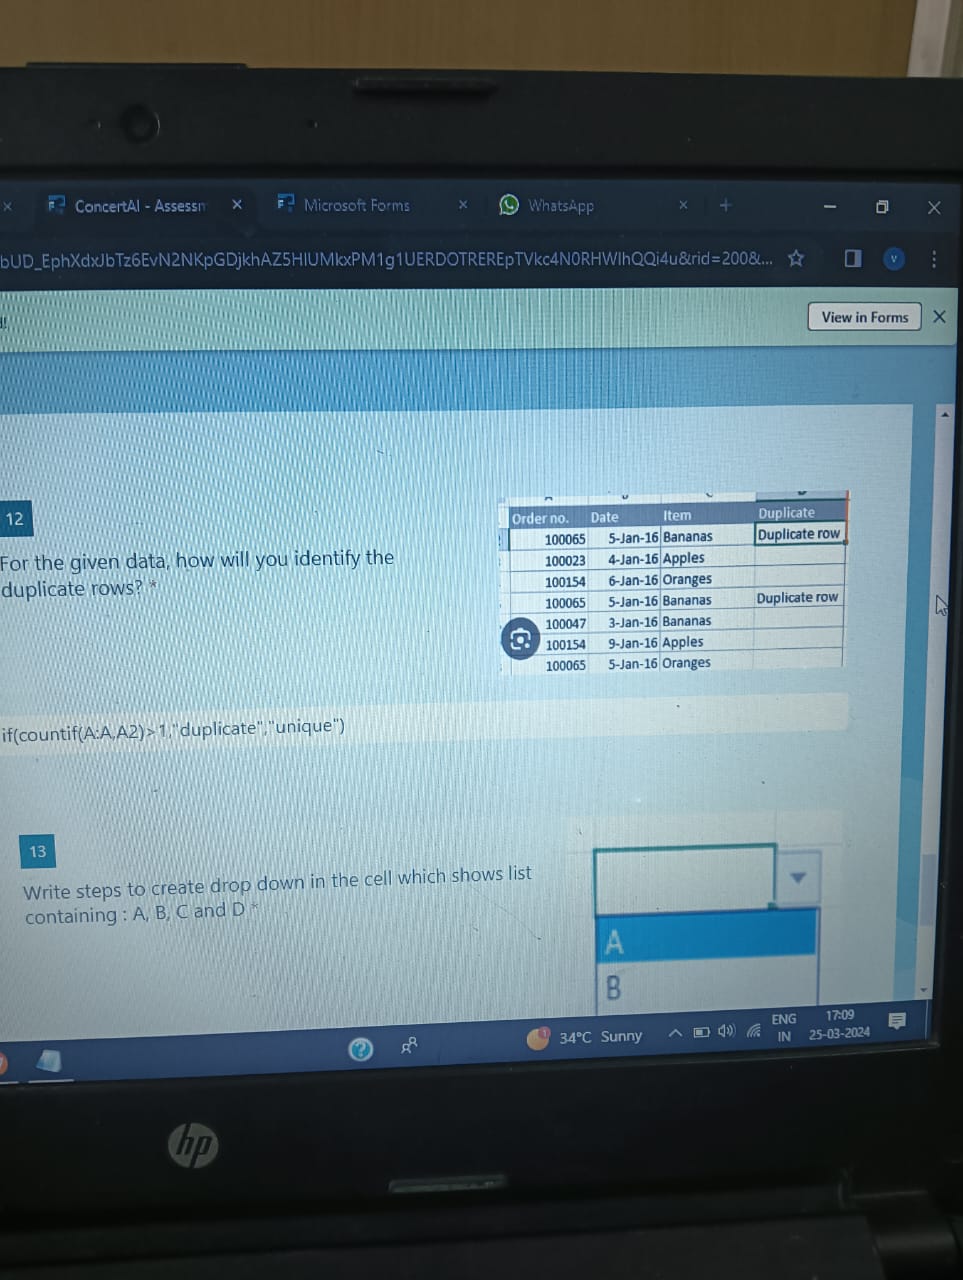 ConcertAI - Assessm
Microsoft Forms
WhatsApp
bUD_EphXdxJbTz6EvN2NKpGDjkhAZ5HIUMkxPM1g1UERDOTREREpTVkc4N0RHWlhQQi4u&rid=200&...
V
View in Forms
12
For the given data, how will you identify the
duplicate rows? *
Order no. Date Item Duplicate
100065 5-Jan-16 Bananas Duplicate row
100023 4-Jan-16 Apples
100154 6-Jan-16 Oranges
100065 5-Jan-16 Bananas Duplicate row
100047 3-Jan-16 Bananas
100154 9-Jan-16 Apples
100065 5-Jan-16 Oranges
if(countif(A:A,A2)>1,"duplicate","unique")
13
Write steps to create drop down in the cell which shows list
containing : A, B, C and D *
A
B
34°C Sunny
ENG
IN
17:09
25-03-2024
hp